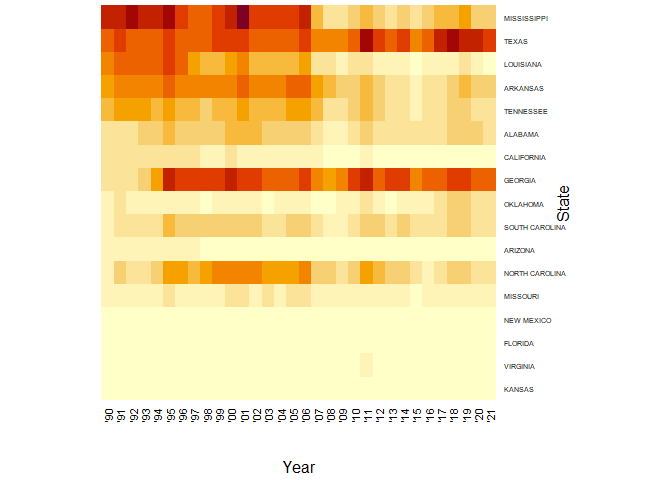 MISSISSIPPI
TEXAS
LOUISIANA
ARKANSAS
TENNESSEE
ALABAMA
CALIFORNIA
GEORGIA
OKLAHOMA
State
SOUTH CAROLINA
ARIZONA
NORTH CAROLINA
MISSOURI
NEW MEXICO
FLORIDA
VIRGINIA
KANSAS
'90 '91 '92 '93 '94 '95 '96 '97 '98 '99 '00 '01 '02 '03 '04 '05 '06 '07 '08 '09 '10 '11 '12 '13 '14 '15 '16 '17 '18 '19 '20 '21
Year